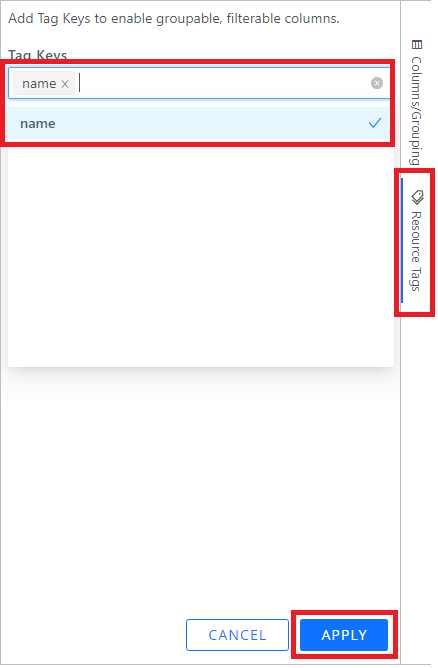 Add Tag Keys to enable groupable, filterable columns.
Tag Keys
name x
name
Columns/Grouping
Resource Tags
CANCEL
APPLY